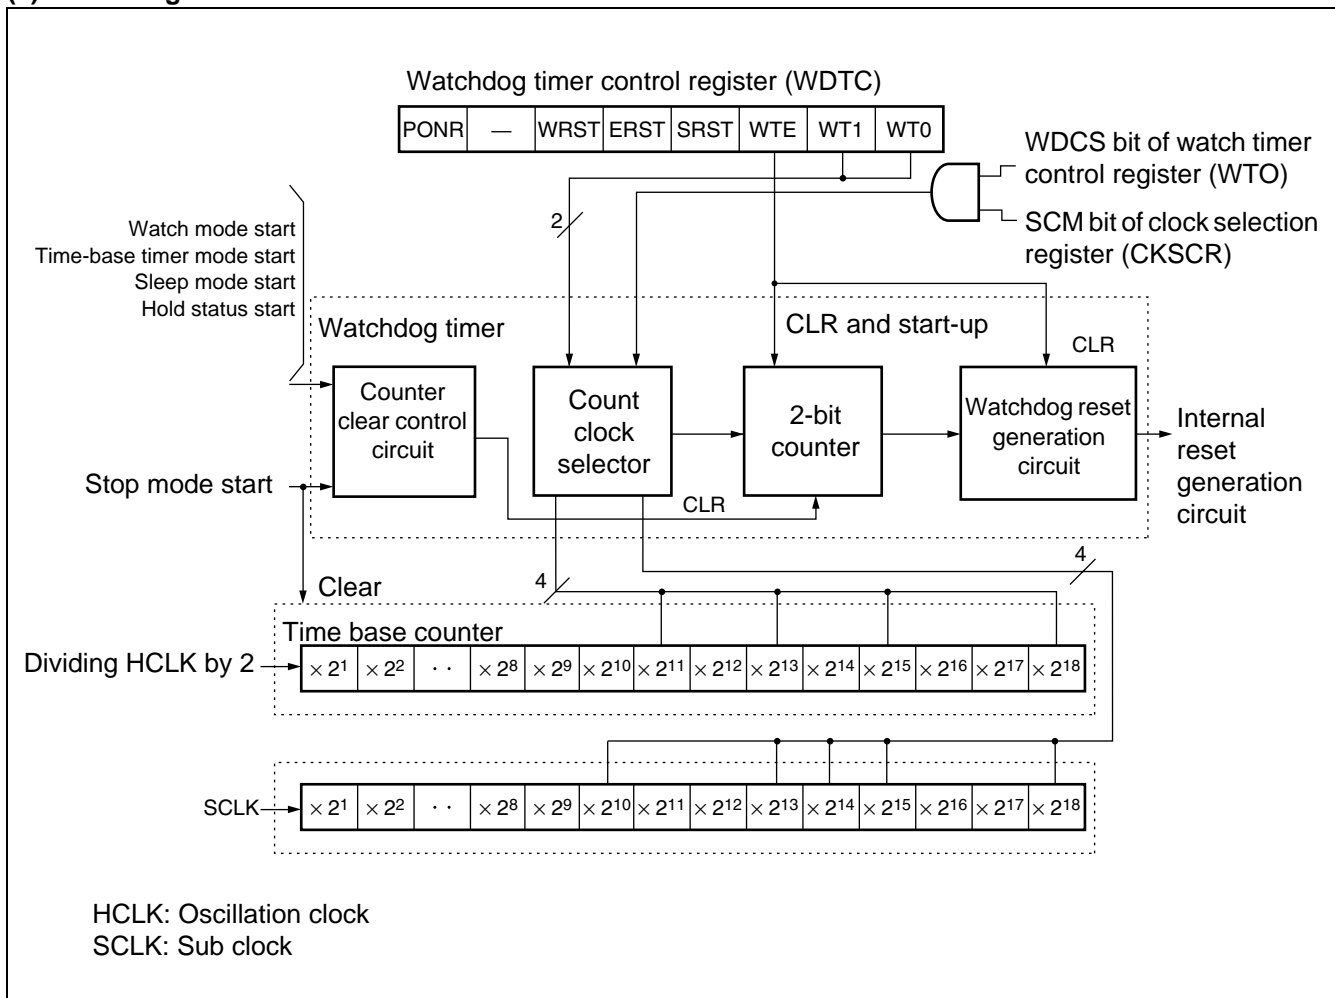 Watchdog timer control register (WDTC)
PONR — WRST ERST SRST WTE WT1 WT0
WDCS bit of watch timer
control register (WTO)
SCM bit of clock selection
register (CKSCR)
2
Watch mode start
Time-base timer mode start
Sleep mode start
Hold status start
Watchdog timer
CLR and start-up
CLR
Counter
clear control
circuit
Count
clock
selector
2-bit
counter
Watchdog reset
generation
circuit
Internal
reset
generation
circuit
Stop mode start
CLR
4
4
Clear
Time base counter
Dividing HCLK by 2
× 2¹ × 2² ·· × 2⁸ × 2⁹ × 2¹⁰ × 2¹¹ × 2¹² × 2¹³ × 2¹⁴ × 2¹⁵ × 2¹⁶ × 2¹⁷ × 2¹⁸
SCLK
× 2¹ × 2² ·· × 2⁸ × 2⁹ × 2¹⁰ × 2¹¹ × 2¹² × 2¹³ × 2¹⁴ × 2¹⁵ × 2¹⁶ × 2¹⁷ × 2¹⁸
HCLK: Oscillation clock
SCLK: Sub clock